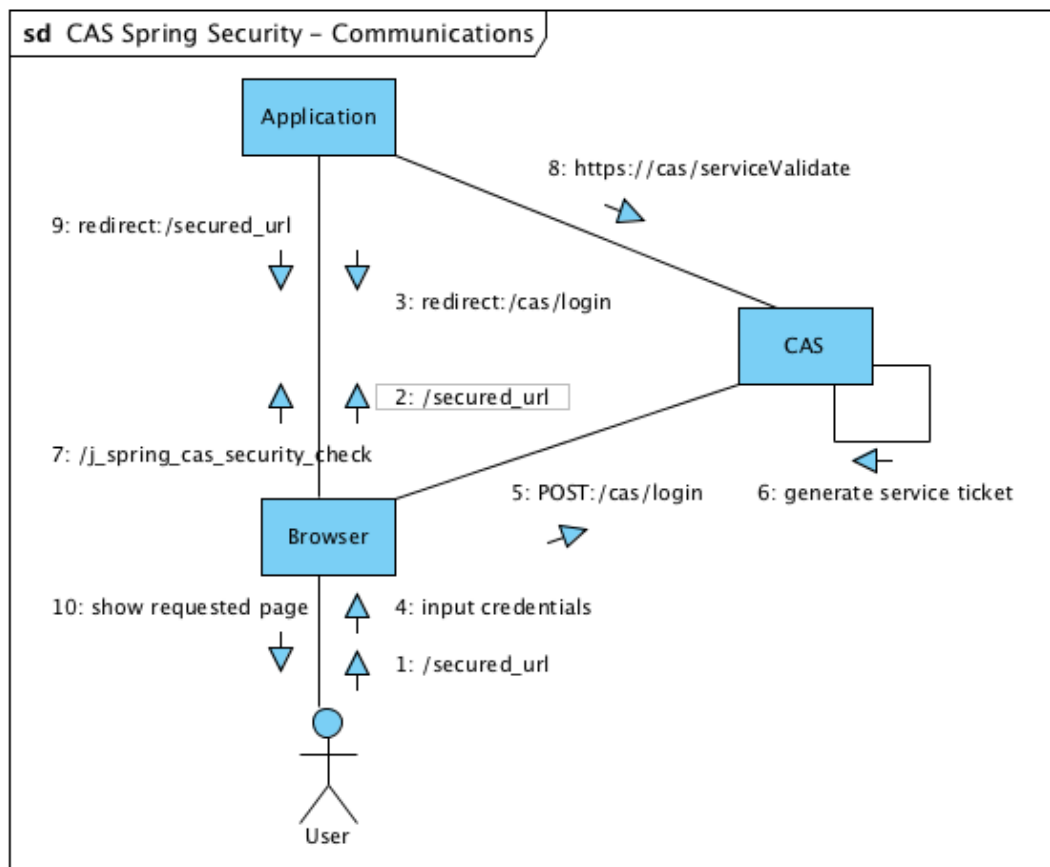 sd CAS Spring Security – Communications
Application
8: https://cas/serviceValidate
9: redirect:/secured_url
3: redirect:/cas/login
CAS
2: /secured_url
7: /j_spring_cas_security_check
5: POST:/cas/login
6: generate service ticket
Browser
10: show requested page
4: input credentials
1: /secured_url
User